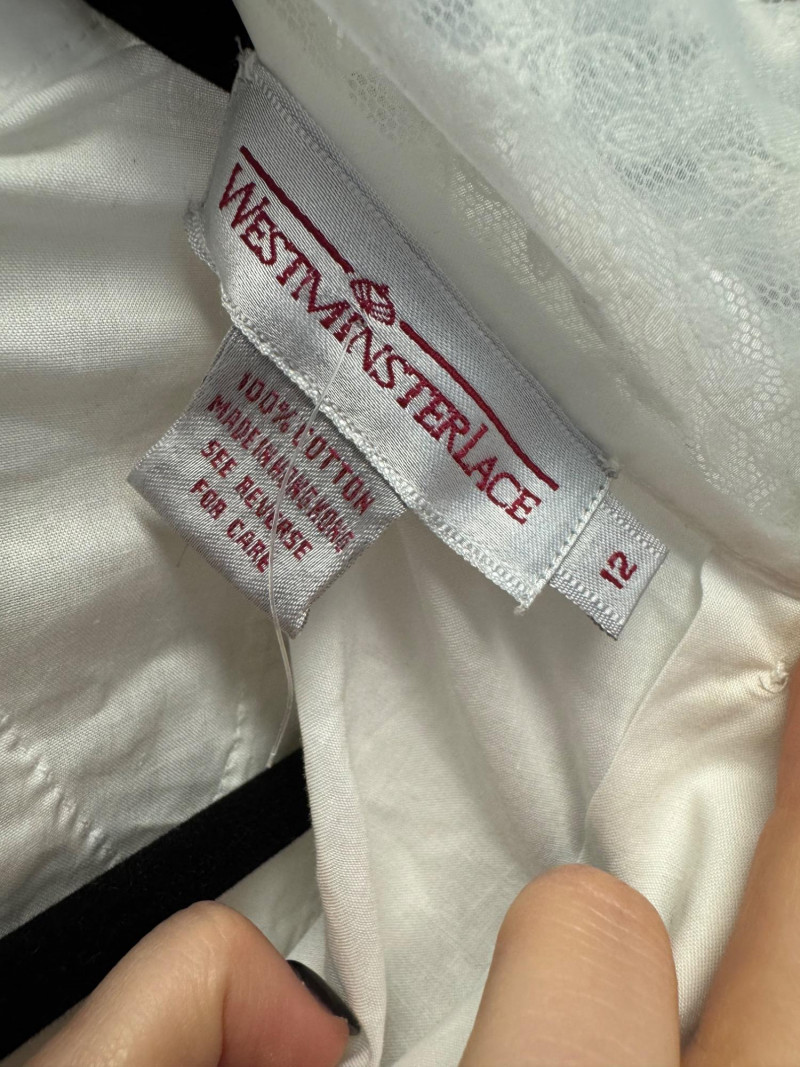 WESTMINSTER LACE
100% COTTON
MADE IN HONG KONG
SEE REVERSE
FOR CARE
12